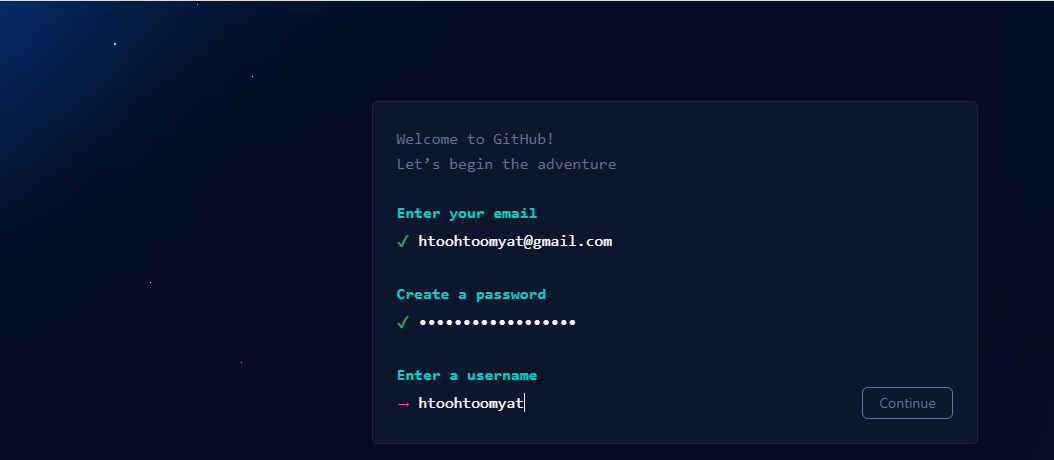 Welcome to GitHub!
Let’s begin the adventure
Enter your email
✓ htoohtoomyat@gmail.com
Create a password
✓ ••••••••••••••••••
Enter a username
→ htoohtoomyat
Continue